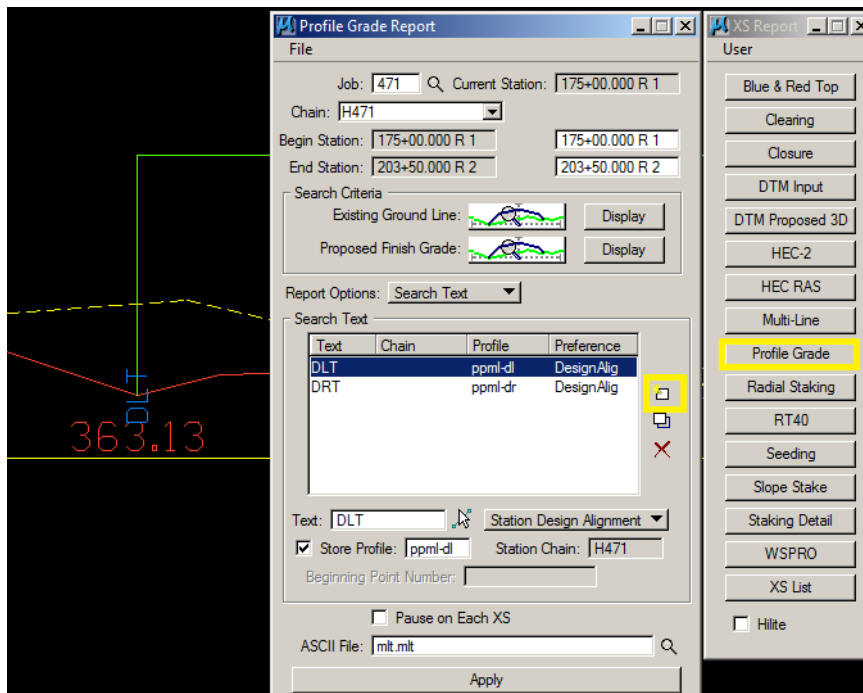 Profile Grade Report
File
Job: 471 Current Station: 175+00.000 R 1
Chain: H471
Begin Station: 175+00.000 R 1 175+00.000 R 1
End Station: 203+50.000 R 2 203+50.000 R 2
Search Criteria
Existing Ground Line: Display
Proposed Finish Grade: Display
Report Options: Search Text
Search Text
Text Chain Profile Preference
DLT ppml-dl DesignAlig
DRT ppml-dr DesignAlig
Text: DLT Station Design Alignment
Store Profile: ppml-dl Station Chain: H471
Beginning Point Number:
Pause on Each XS
ASCII File: mlt.mlt
Apply
XS Report
User
Blue & Red Top
Clearing
Closure
DTM Input
DTM Proposed 3D
HEC-2
HEC RAS
Multi-Line
Profile Grade
Radial Staking
RT40
Seeding
Slope Stake
Staking Detail
WSPRO
XS List
Hilite
DLT
363.13